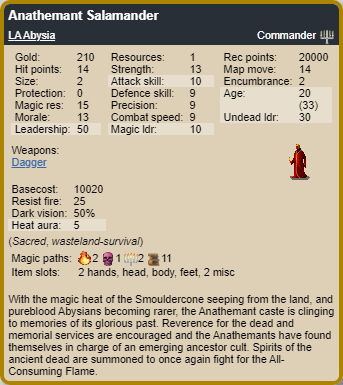 Anathemant Salamander
LA Abysia Commander
Gold: 210 Resources: 1 Rec points: 20000
Hit points: 14 Strength: 13 Map move: 14
Size: 2 Attack skill: 10 Encumbrance: 2
Protection: 0 Defence skill: 9 Age: 20
Magic res: 15 Precision: 9 (33)
Morale: 13 Combat speed: 9 Undead ldr: 30
Leadership: 50 Magic ldr: 10
Weapons:
Dagger
Basecost: 10020
Resist fire: 25
Dark vision: 50%
Heat aura: 5
(Sacred, wasteland-survival)
Magic paths: 2 1 2 11
Item slots: 2 hands, head, body, feet, 2 misc
With the magic heat of the Smouldercone seeping from the land, and
pureblood Abysians becoming rarer, the Anathemant caste is clinging
to memories of its glorious past. Reverence for the dead and
memorial services are encouraged and the Anathemants have found
themselves in charge of an emerging ancestor cult. Spirits of the
ancient dead are summoned to once again fight for the All-
Consuming Flame.